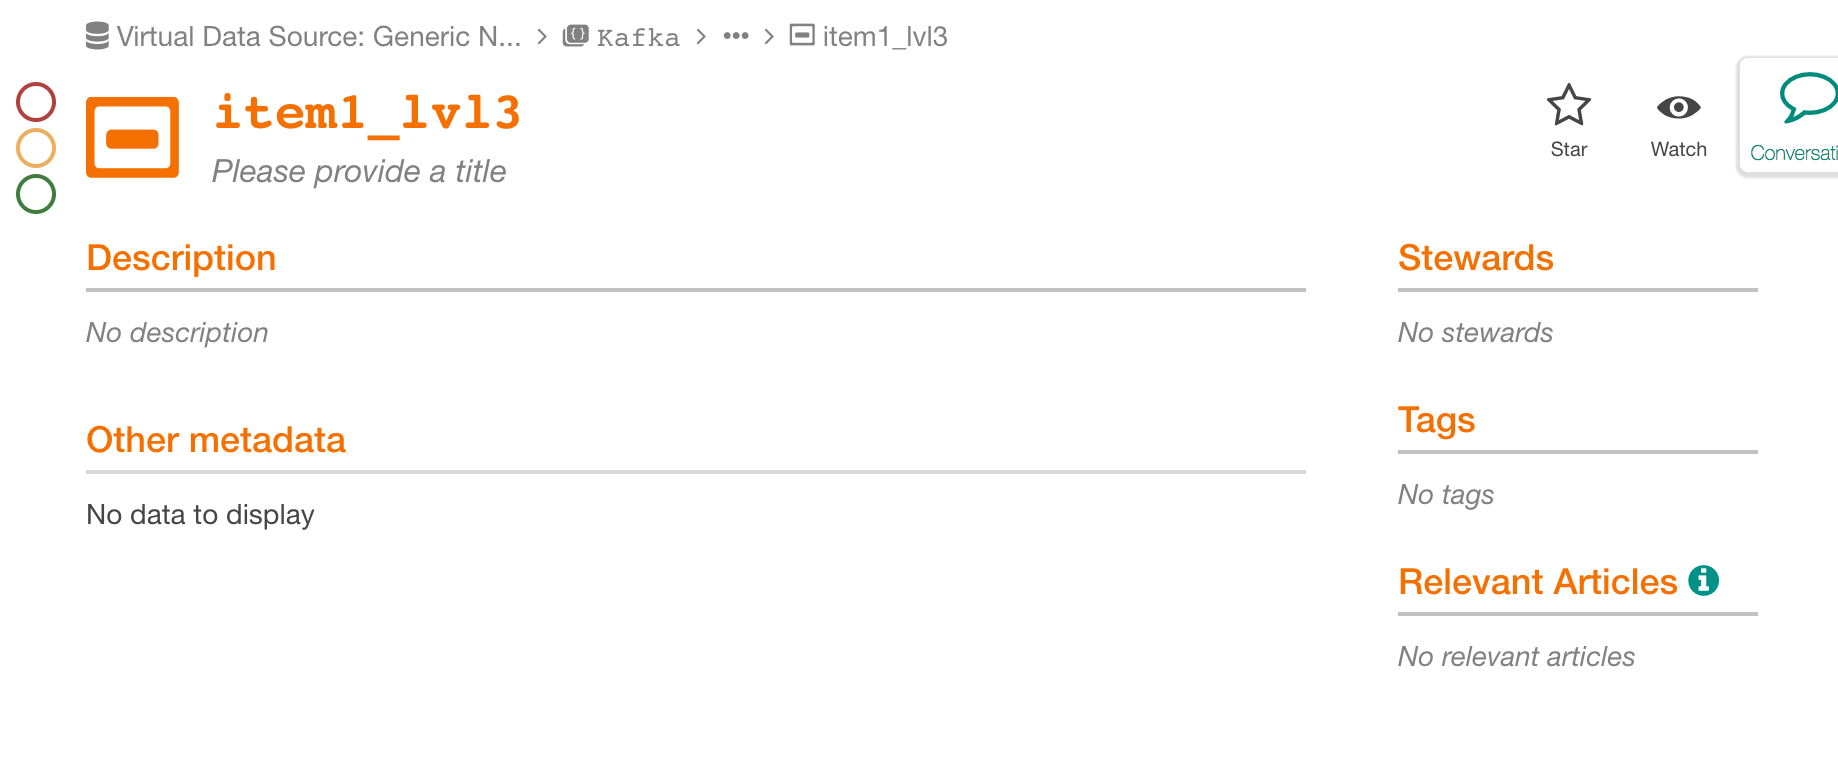 Virtual Data Source: Generic N... > Kafka > ••• > item1_lvl3
item1_lvl3
Please provide a title
Star
Watch
Conversati
Description
No description
Other metadata
No data to display
Stewards
No stewards
Tags
No tags
Relevant Articles
No relevant articles